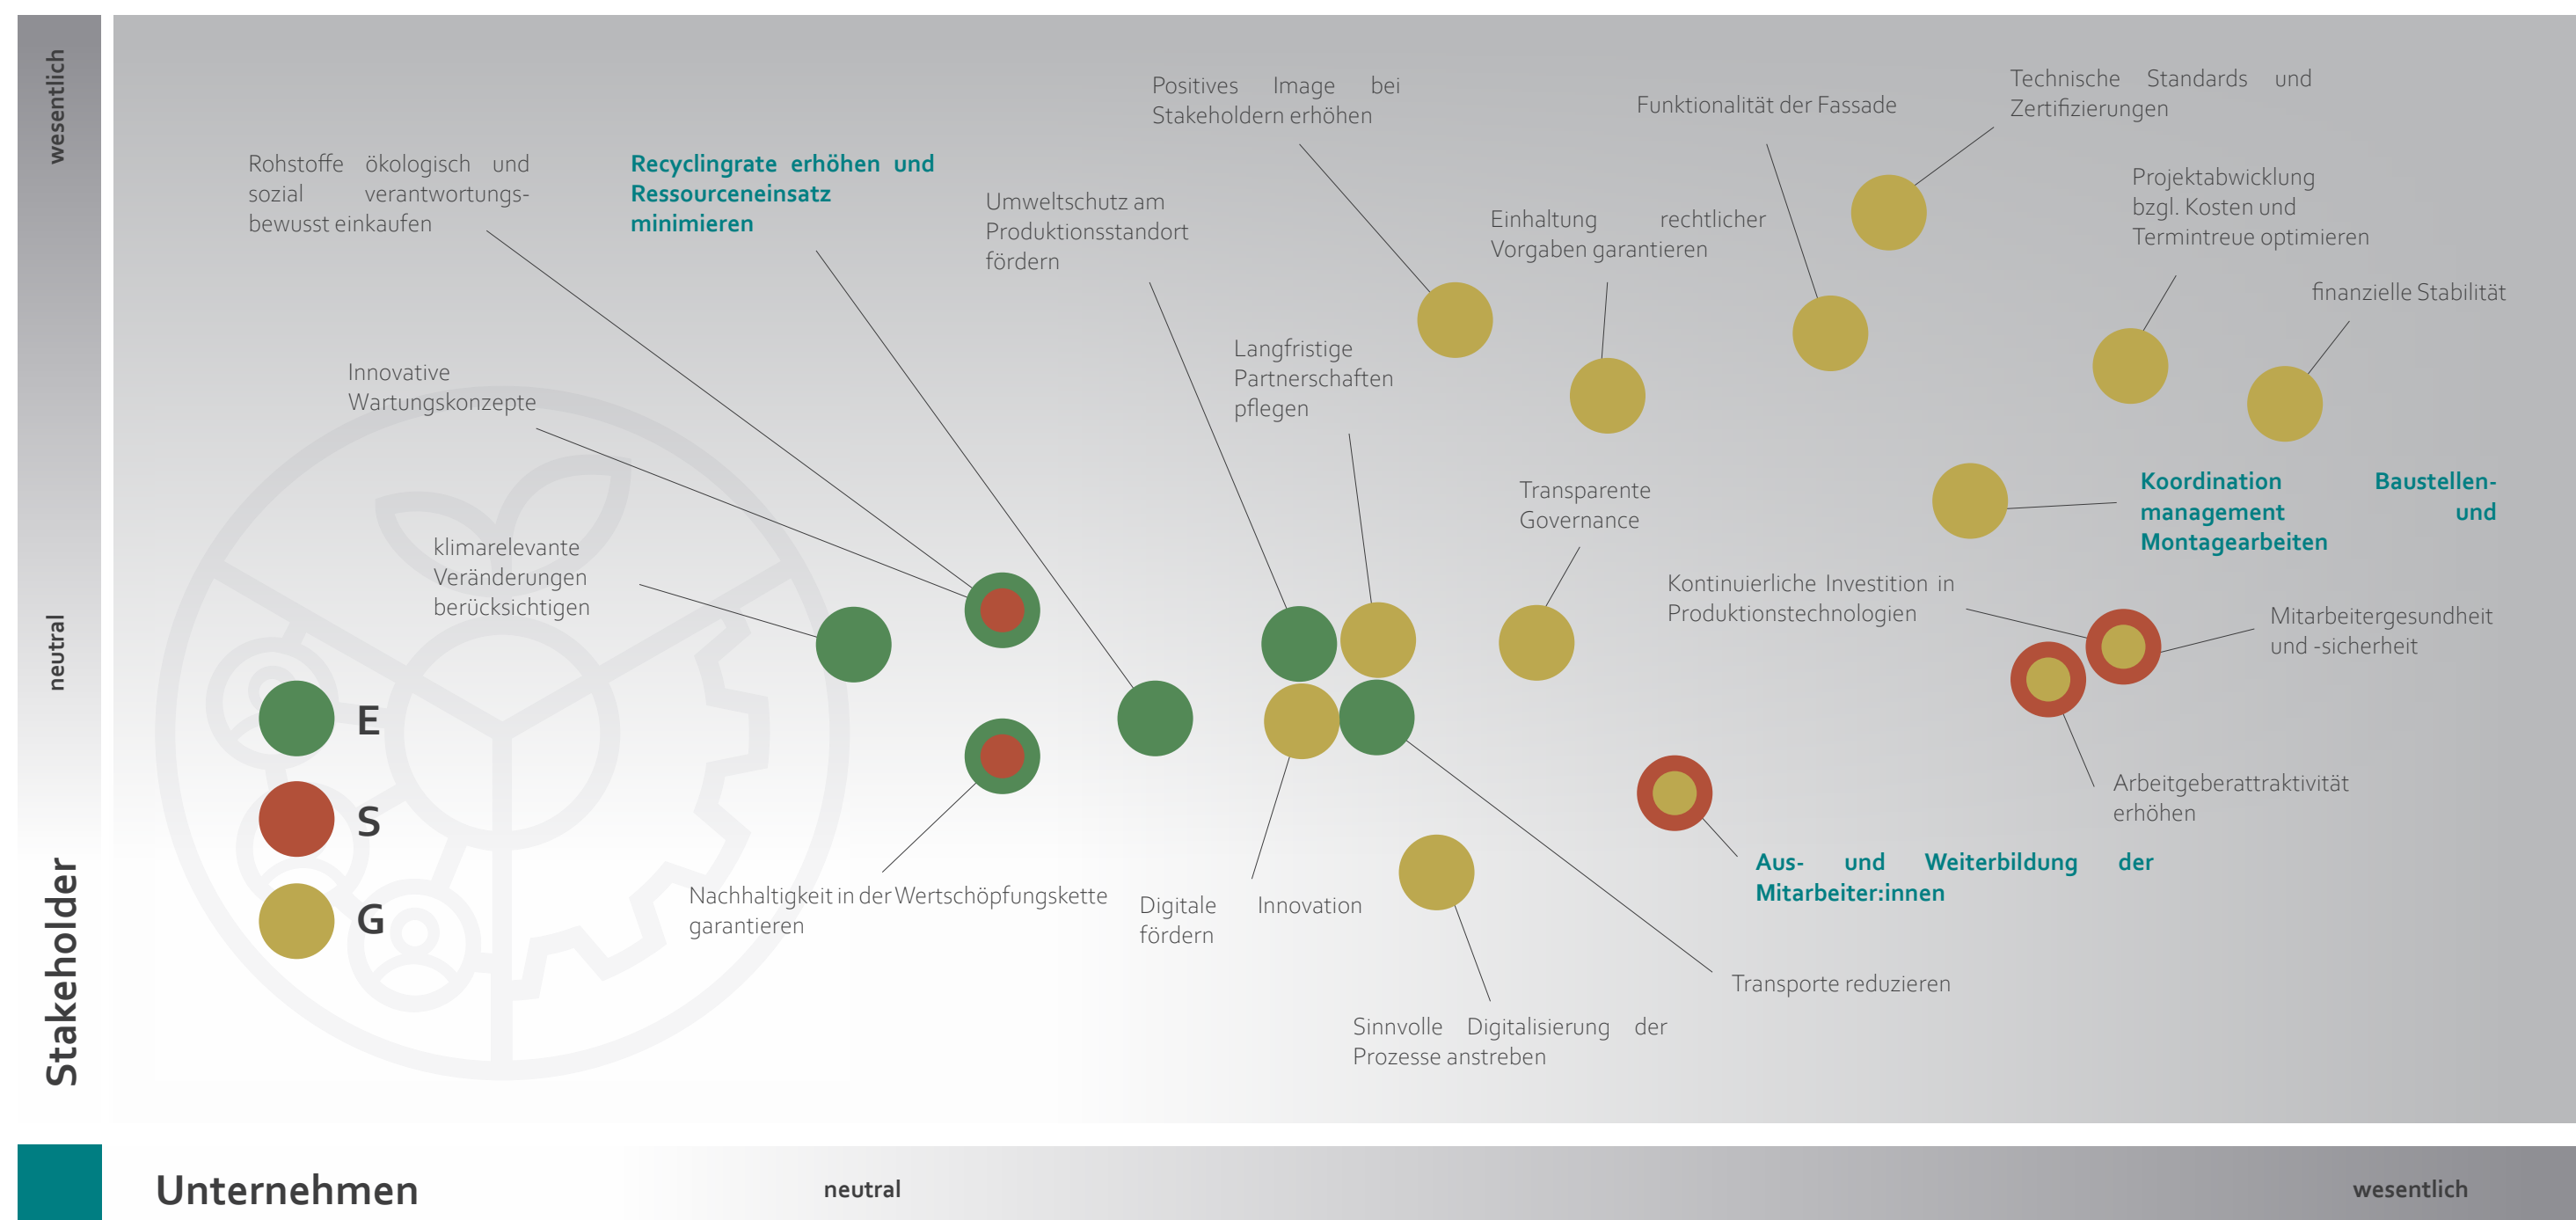 wesentlich
neutral
Stakeholder
Rohstoffe ökologisch und
sozial verantwortungs-
bewusst einkaufen
Recyclingrate erhöhen und
Ressourceneinsatz
minimieren
Umweltschutz am
Produktionsstandort
fördern
Positives Image bei
Stakeholdern erhöhen
Einhaltung rechtlicher
Vorgaben garantieren
Funktionalität der Fassade
Technische Standards und
Zertifizierungen
Projektabwicklung
bzgl. Kosten und
Termintreue optimieren
finanzielle Stabilität
Innovative
Wartungskonzepte
Langfristige
Partnerschaften
pflegen
klimarelevante
Veränderungen
berücksichtigen
Transparente
Governance
Koordination Baustellen-
management und
Montagearbeiten
Kontinuierliche Investition in
Produktionstechnologien
Mitarbeitergesundheit
und -sicherheit
E
S
G
Arbeitgeberattraktivität
erhöhen
Aus- und Weiterbildung der
Mitarbeiter:innen
Nachhaltigkeit in der Wertschöpfungskette
garantieren
Digitale Innovation
fördern
Transporte reduzieren
Sinnvolle Digitalisierung der
Prozesse anstreben
Unternehmen
neutral
wesentlich